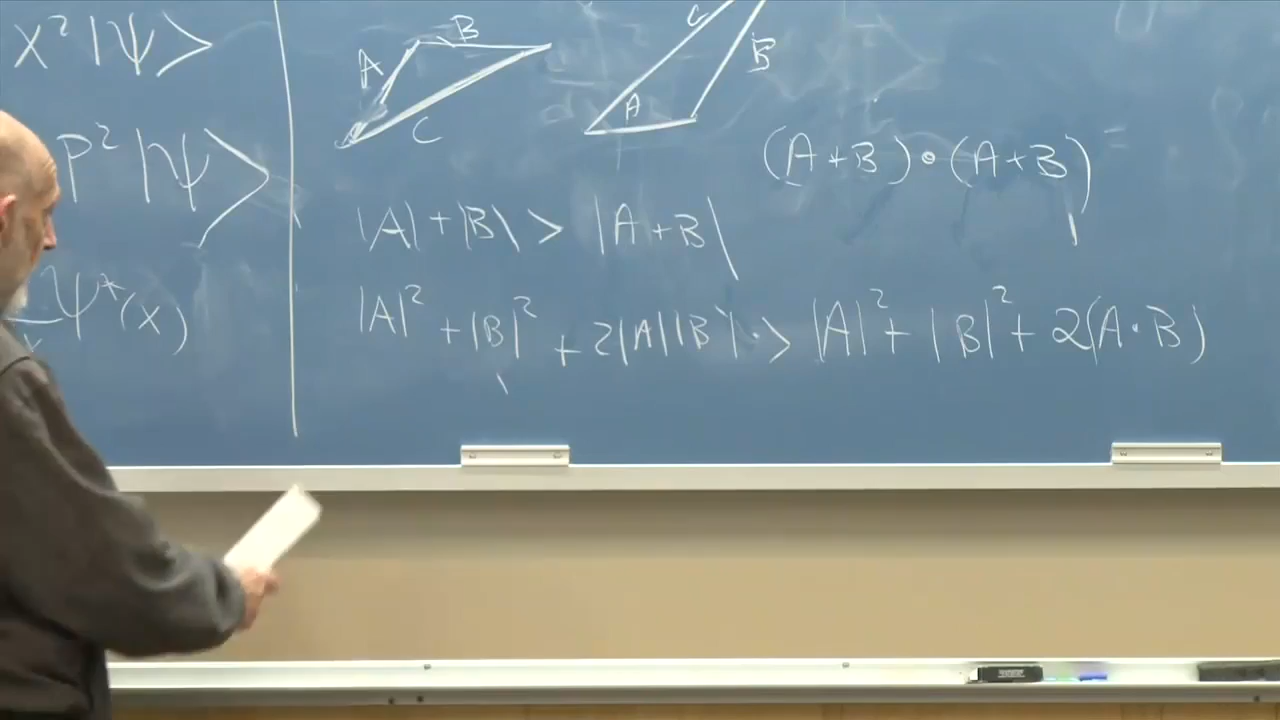 X² |ψ>
P² |ψ>
ψ*(x)
A B
C
C
A B
(A + B) • (A + B) =
|A| + |B| > |A + B|
|A|² + |B|² + 2|A||B| > |A|² + |B|² + 2(A · B)